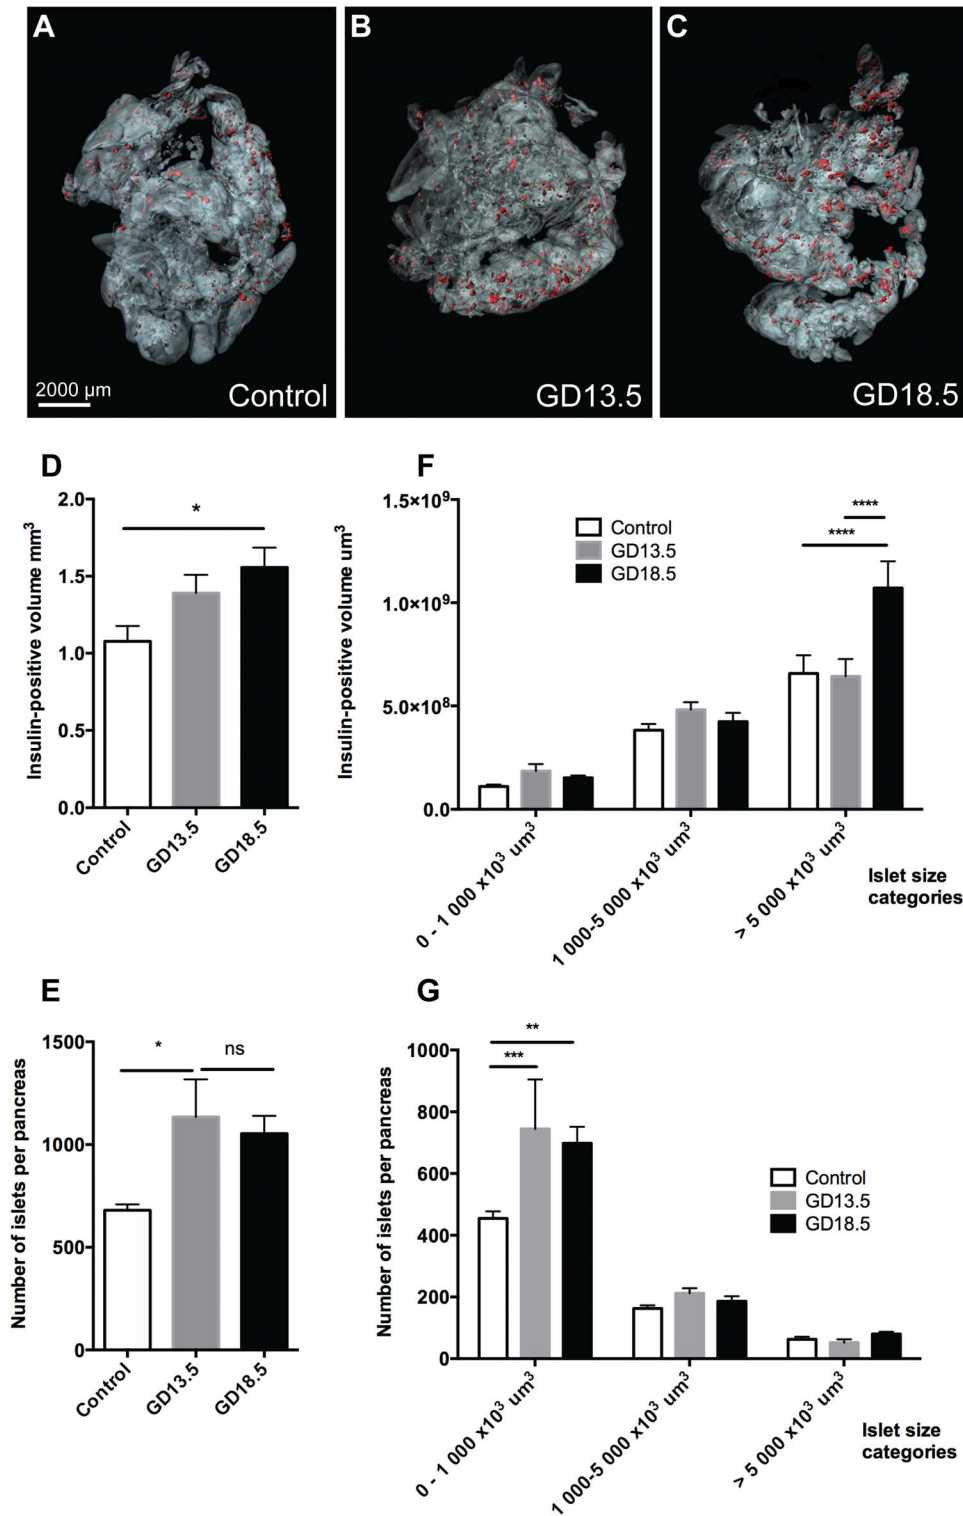 A
B
C
2000 µm
Control
GD13.5
GD18.5
D
Insulin-positive volume mm³
2.0
1.5
1.0
0.5
0.0
*
Control
GD13.5
GD18.5
F
Insulin-positive volume um³
1.5×10⁹
1.0×10⁹
5.0×10⁸
0.0
Control
GD13.5
GD18.5
****
****
0 - 1 000 x10³ um³
1 000-5 000 x10³ um³
> 5 000 x10³ um³
Islet size
categories
E
Number of islets per pancreas
1500
1000
500
0
*
ns
Control
GD13.5
GD18.5
G
Number of islets per pancreas
1000
800
600
400
200
0
**
***
Control
GD13.5
GD18.5
0 - 1 000 x10³ um³
1 000-5 000 x10³ um³
> 5 000 x10³ um³
Islet size
categories